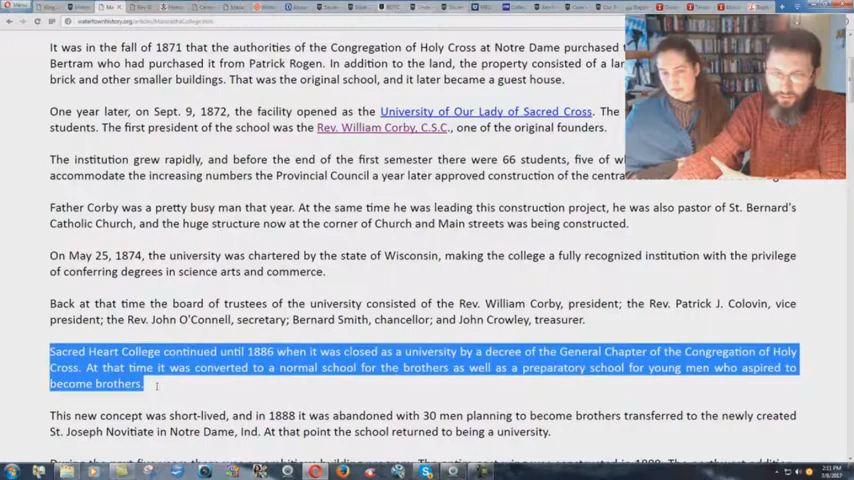 Menu
watertownhistory.org/articles/MaranathaCollege.htm
It was in the fall of 1871 that the authorities of the Congregation of Holy Cross at Notre Dame purchased
Bertram who had purchased it from Patrick Rogen. In addition to the land, the property consisted of a
brick and other smaller buildings. That was the original school, and it later became a guest house.
One year later, on Sept. 9, 1872, the facility opened as the University of Our Lady of Sacred Cross. The
students. The first president of the school was the Rev. William Corby, C.S.C., one of the original founders.
The institution grew rapidly, and before the end of the first semester there were 66 students, five of
accommodate the increasing numbers the Provincial Council a year later approved construction of the
Father Corby was a pretty busy man that year. At the same time he was leading this construction project, he was also pastor of St. Bernard's
Catholic Church, and the huge structure now at the corner of Church and Main streets was being constructed.
On May 25, 1874, the university was chartered by the state of Wisconsin, making the college a fully recognized institution with the privilege
of conferring degrees in science arts and commerce.
Back at that time the board of trustees of the university consisted of the Rev. William Corby, president; the Rev. Patrick J. Colovin, vice
president; the Rev. John O'Connell, secretary; Bernard Smith, chancellor; and John Crowley, treasurer.
Sacred Heart College continued until 1886 when it was closed as a university by a decree of the General Chapter of the Congregation of Holy
Cross. At that time it was converted to a normal school for the brothers as well as a preparatory school for young men who aspired to
become brothers.
This new concept was short-lived, and in 1888 it was abandoned with 30 men planning to become brothers transferred to the newly created
St. Joseph Novitiate in Notre Dame, Ind. At that point the school returned to being a university.
2:11 PM